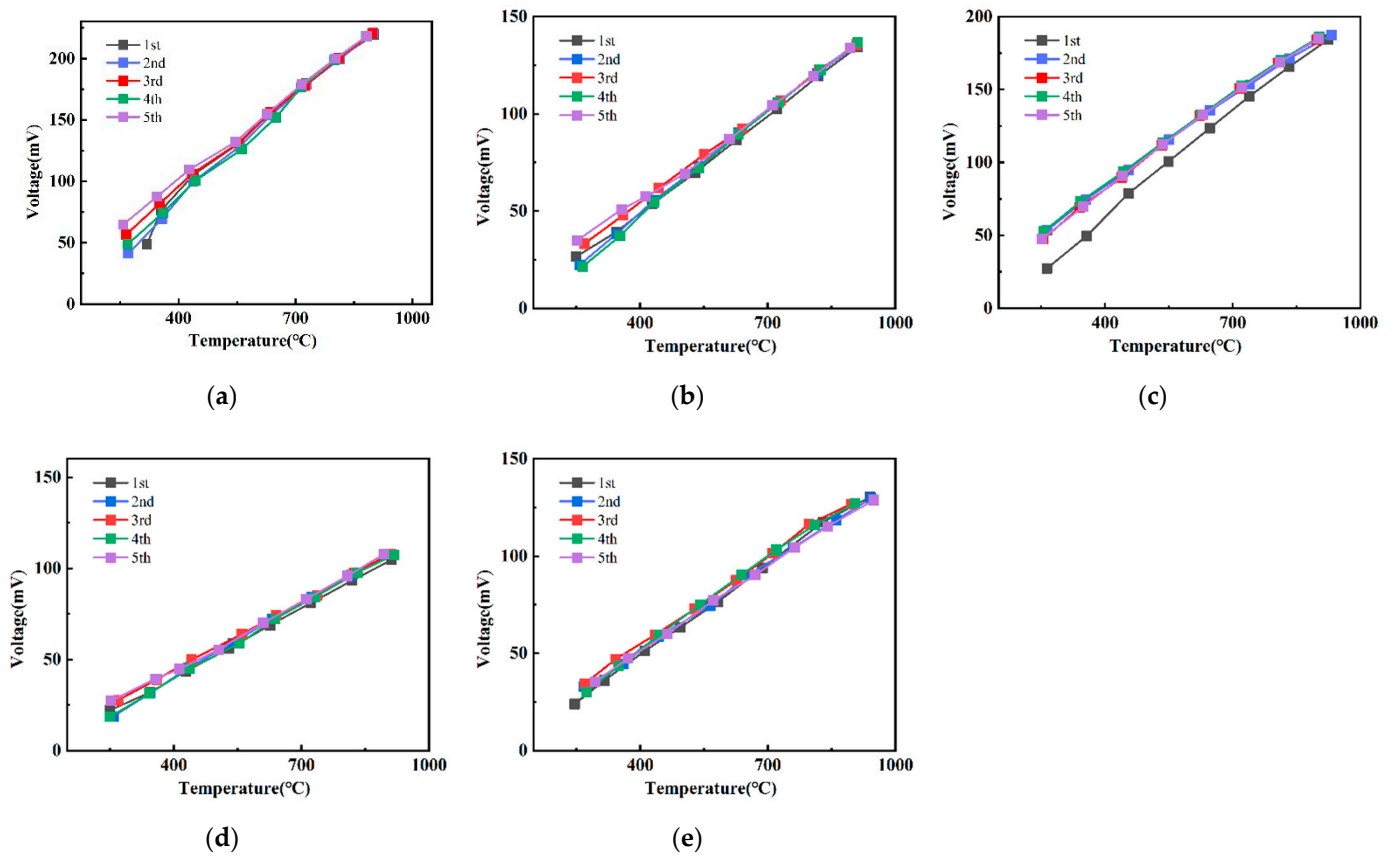 200
150
100
50
0
Voltage(mV)
1st
2nd
3rd
4th
5th
400
700
1000
Temperature(℃)
(a)
150
100
50
0
Voltage(mV)
1st
2nd
3rd
4th
5th
400
700
1000
Temperature(℃)
(b)
200
150
100
50
0
Voltage(mV)
1st
2nd
3rd
4th
5th
400
700
1000
Temperature(℃)
(c)
150
100
50
0
Voltage(mV)
1st
2nd
3rd
4th
5th
400
700
1000
Temperature(℃)
(d)
150
100
50
0
Voltage(mV)
1st
2nd
3rd
4th
5th
400
700
1000
Temperature(℃)
(e)